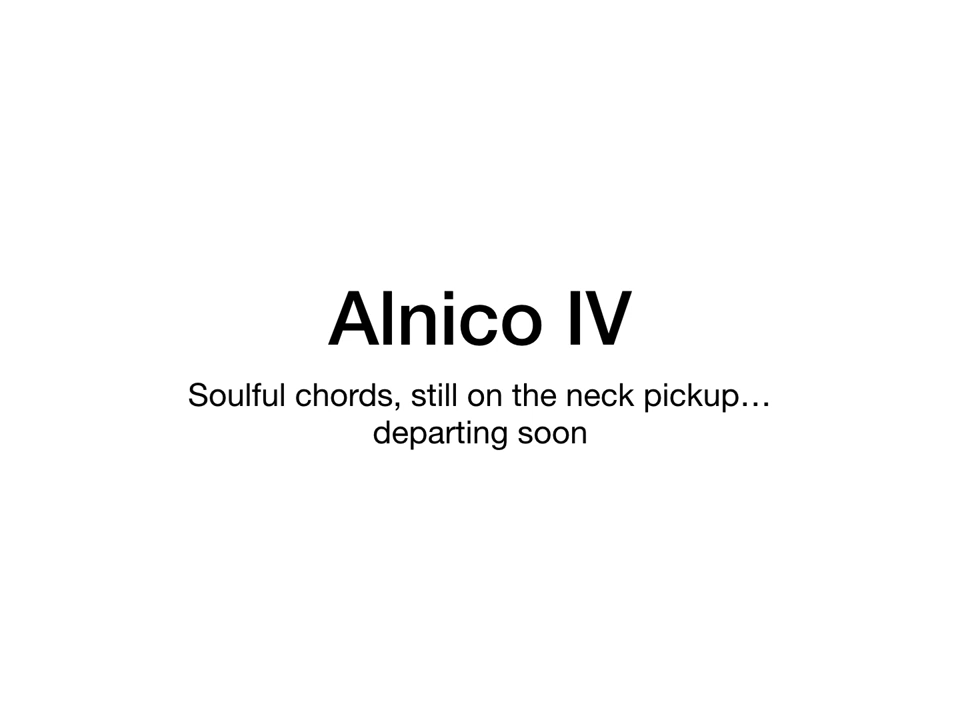 Alnico IV
Soulful chords, still on the neck pickup…
departing soon